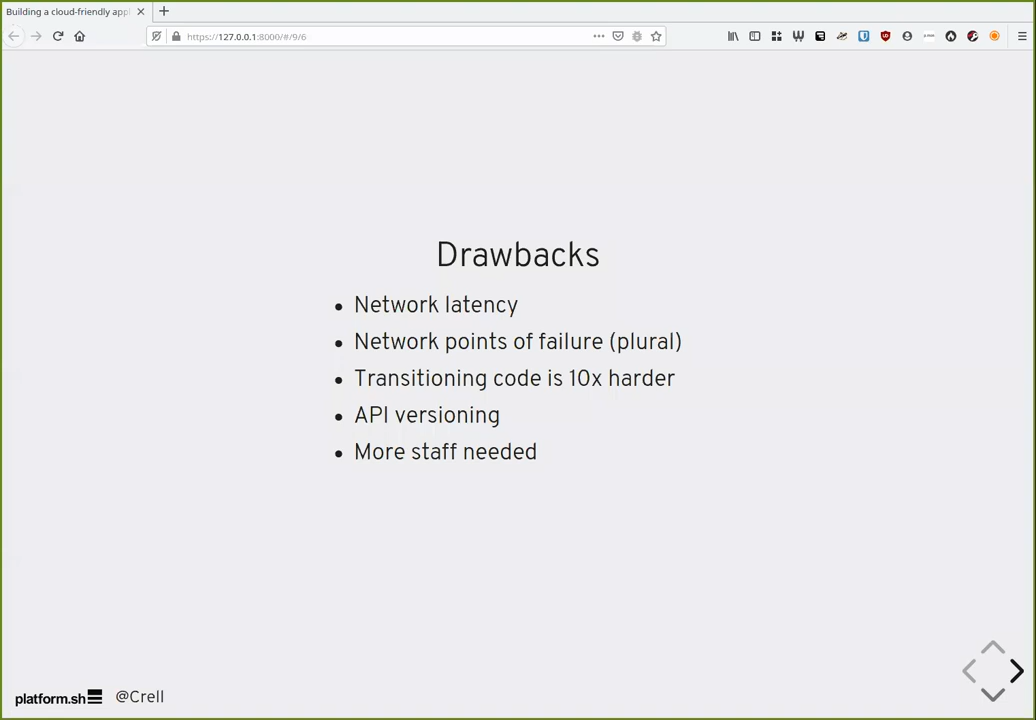 Building a cloud-friendly appl
https://127.0.0.1:8000/#/9/6
Drawbacks
Network latency
Network points of failure (plural)
Transitioning code is 10x harder
API versioning
More staff needed
platform.sh @Crell